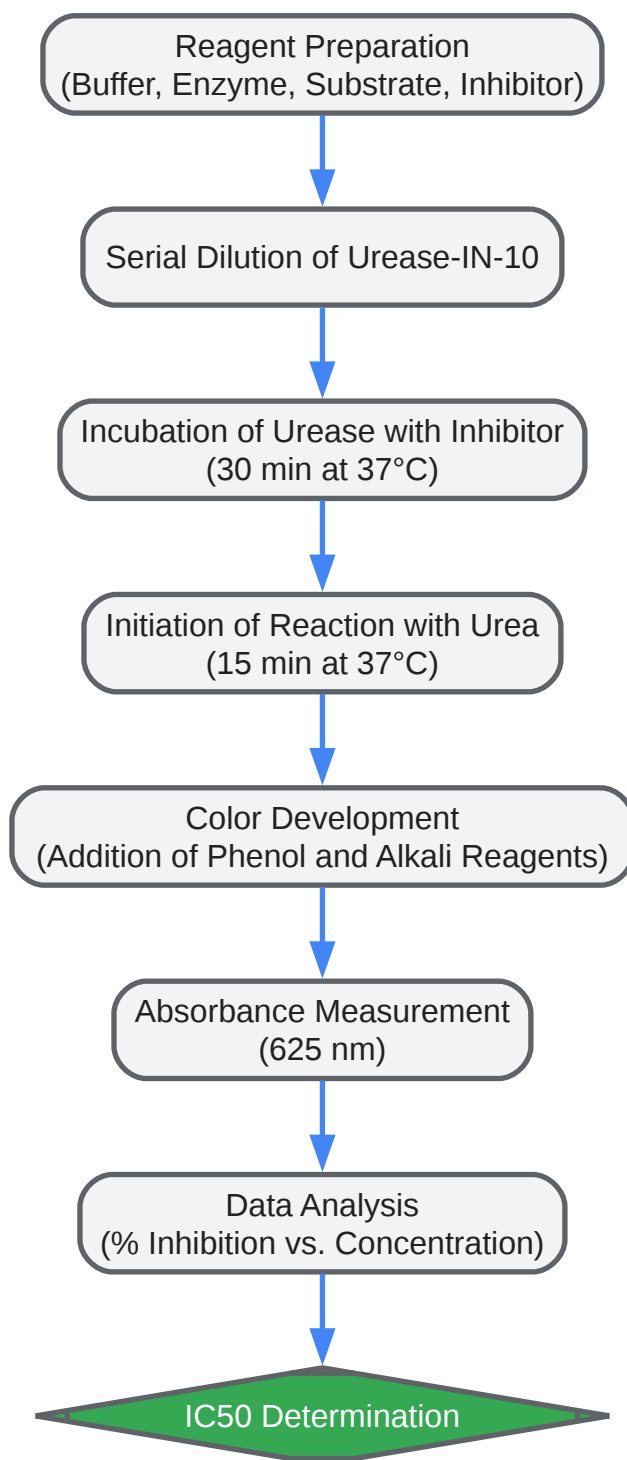 Reagent Preparation
(Buffer, Enzyme, Substrate, Inhibitor)
Serial Dilution of Urease-IN-10
Incubation of Urease with Inhibitor
(30 min at 37°C)
Initiation of Reaction with Urea
(15 min at 37°C)
Color Development
(Addition of Phenol and Alkali Reagents)
Absorbance Measurement
(625 nm)
Data Analysis
(% Inhibition vs. Concentration)
IC50 Determination